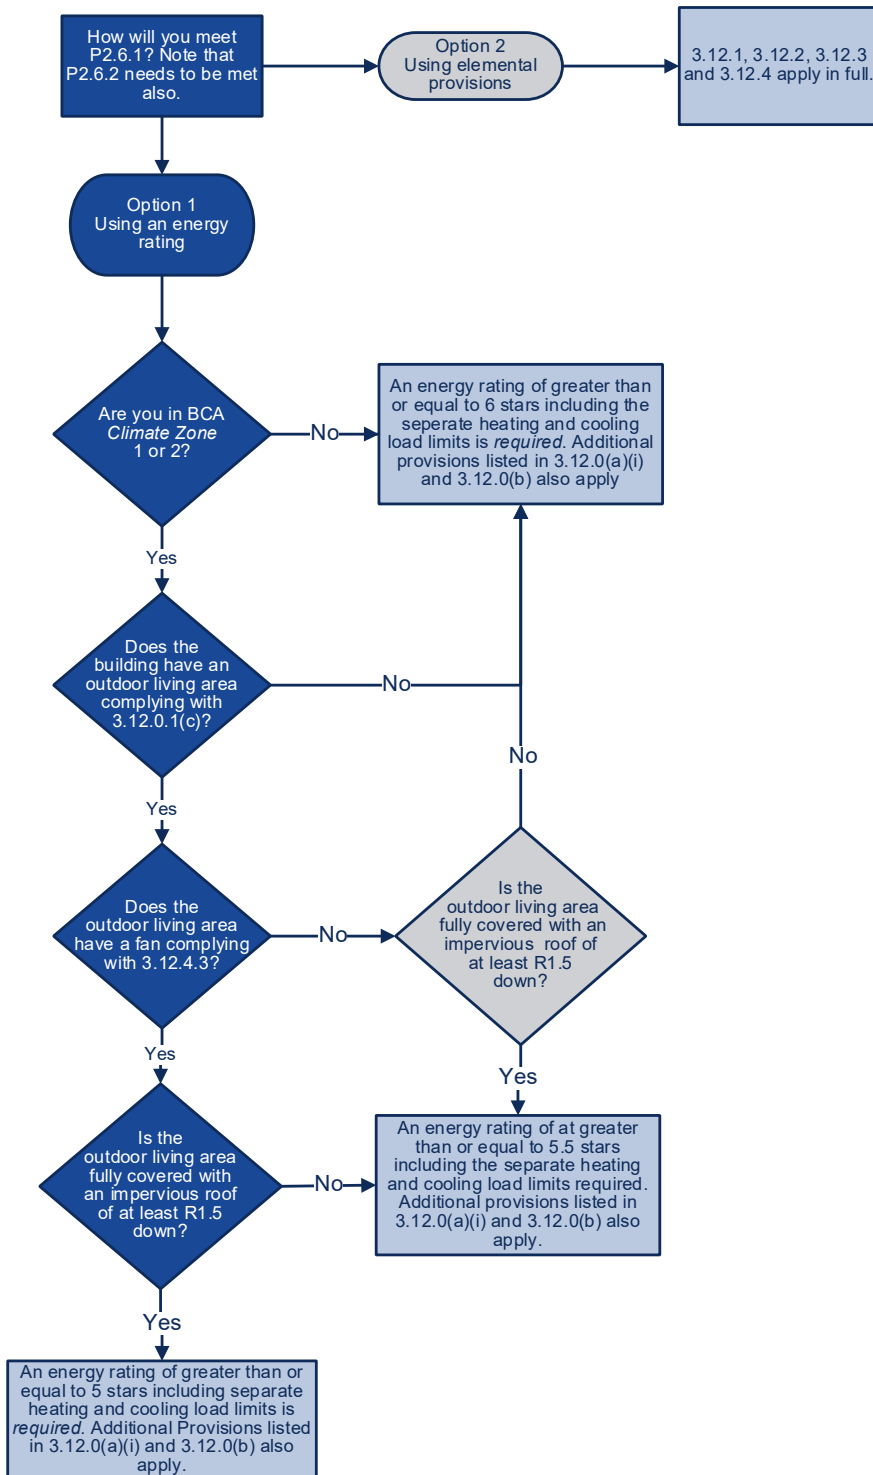 How will you meet
P2.6.1? Note that
P2.6.2 needs to be met
also.
Option 2
Using elemental
provisions
3.12.1, 3.12.2, 3.12.3
and 3.12.4 apply in full.
Option 1
Using an energy
rating
Are you in BCA
Climate Zone
1 or 2?
No
An energy rating of greater than
or equal to 6 stars including the
seperate heating and cooling
load limits is required. Additional
provisions listed in 3.12.0(a)(i)
and 3.12.0(b) also apply
Yes
Does the
building have an
outdoor living area
complying with
3.12.0.1(c)?
No
No
Yes
Does the
outdoor living area
have a fan complying
with 3.12.4.3?
No
Is the
outdoor living area
fully covered with an
impervious roof of
at least R1.5
down?
Yes
Yes
Is the
outdoor living area
fully covered with
an impervious roof
of at least R1.5
down?
No
An energy rating of at greater
than or equal to 5.5 stars
including the separate heating
and cooling load limits required.
Additional provisions listed in
3.12.0(a)(i) and 3.12.0(b) also
apply.
Yes
An energy rating of greater than or
equal to 5 stars including separate
heating and cooling load limits is
required. Additional Provisions listed
in 3.12.0(a)(i) and 3.12.0(b) also
apply.